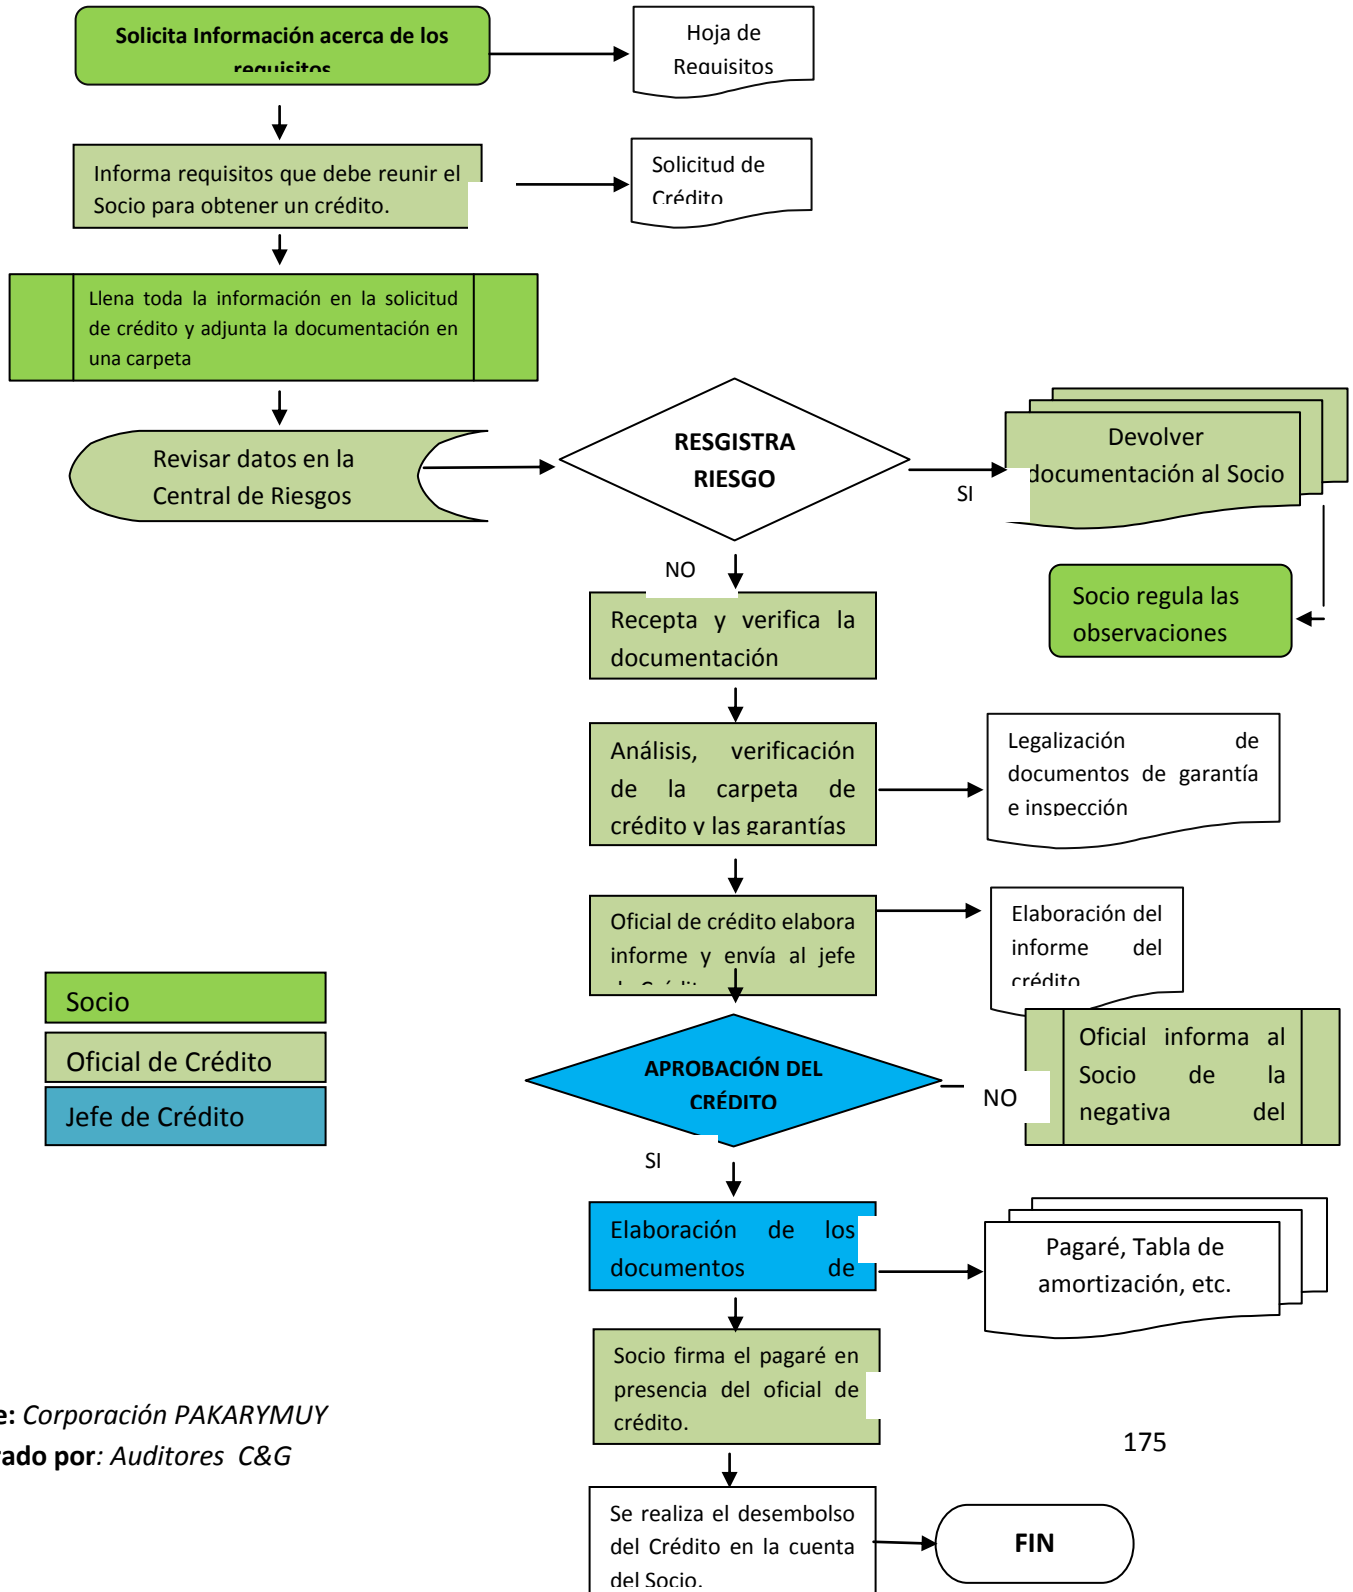 Solicita Información acerca de los
requisitos
Hoja de
Requisitos
Informa requisitos que debe reunir el
Socio para obtener un crédito.
Solicitud de
Crédito
Llena toda la información en la solicitud
de crédito y adjunta la documentación en
una carpeta
Revisar datos en la
Central de Riesgos
RESGISTRA
RIESGO
SI
Devolver
documentación al Socio
NO
Socio regula las
observaciones
Recepta y verifica la
documentación
Análisis, verificación
de la carpeta de
crédito y las garantías
Legalización de
documentos de garantía
e inspección
Oficial de crédito elabora
informe y envía al jefe
de Crédito
Elaboración del
informe del
crédito
Socio
Oficial de Crédito
Jefe de Crédito
APROBACIÓN DEL
CRÉDITO
NO
Oficial informa al
Socio de la
negativa del
SI
Elaboración de los
documentos de
Pagaré, Tabla de
amortización, etc.
Socio firma el pagaré en
presencia del oficial de
crédito.
e: Corporación PAKARYMUY
rado por: Auditores C&G
175
Se realiza el desembolso
del Crédito en la cuenta
del Socio.
FIN